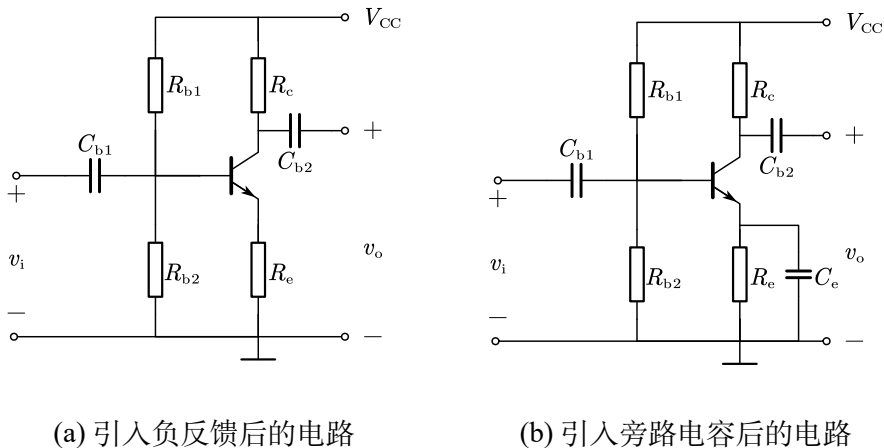 V_CC
R_b1
R_c
C_b1
C_b2
+
+
v_i
R_b2
R_e
v_o
−
−
(a) 引入负反馈后的电路
V_CC
R_b1
R_c
C_b1
C_b2
+
+
v_i
R_b2
R_e
C_e
v_o
−
−
(b) 引入旁路电容后的电路